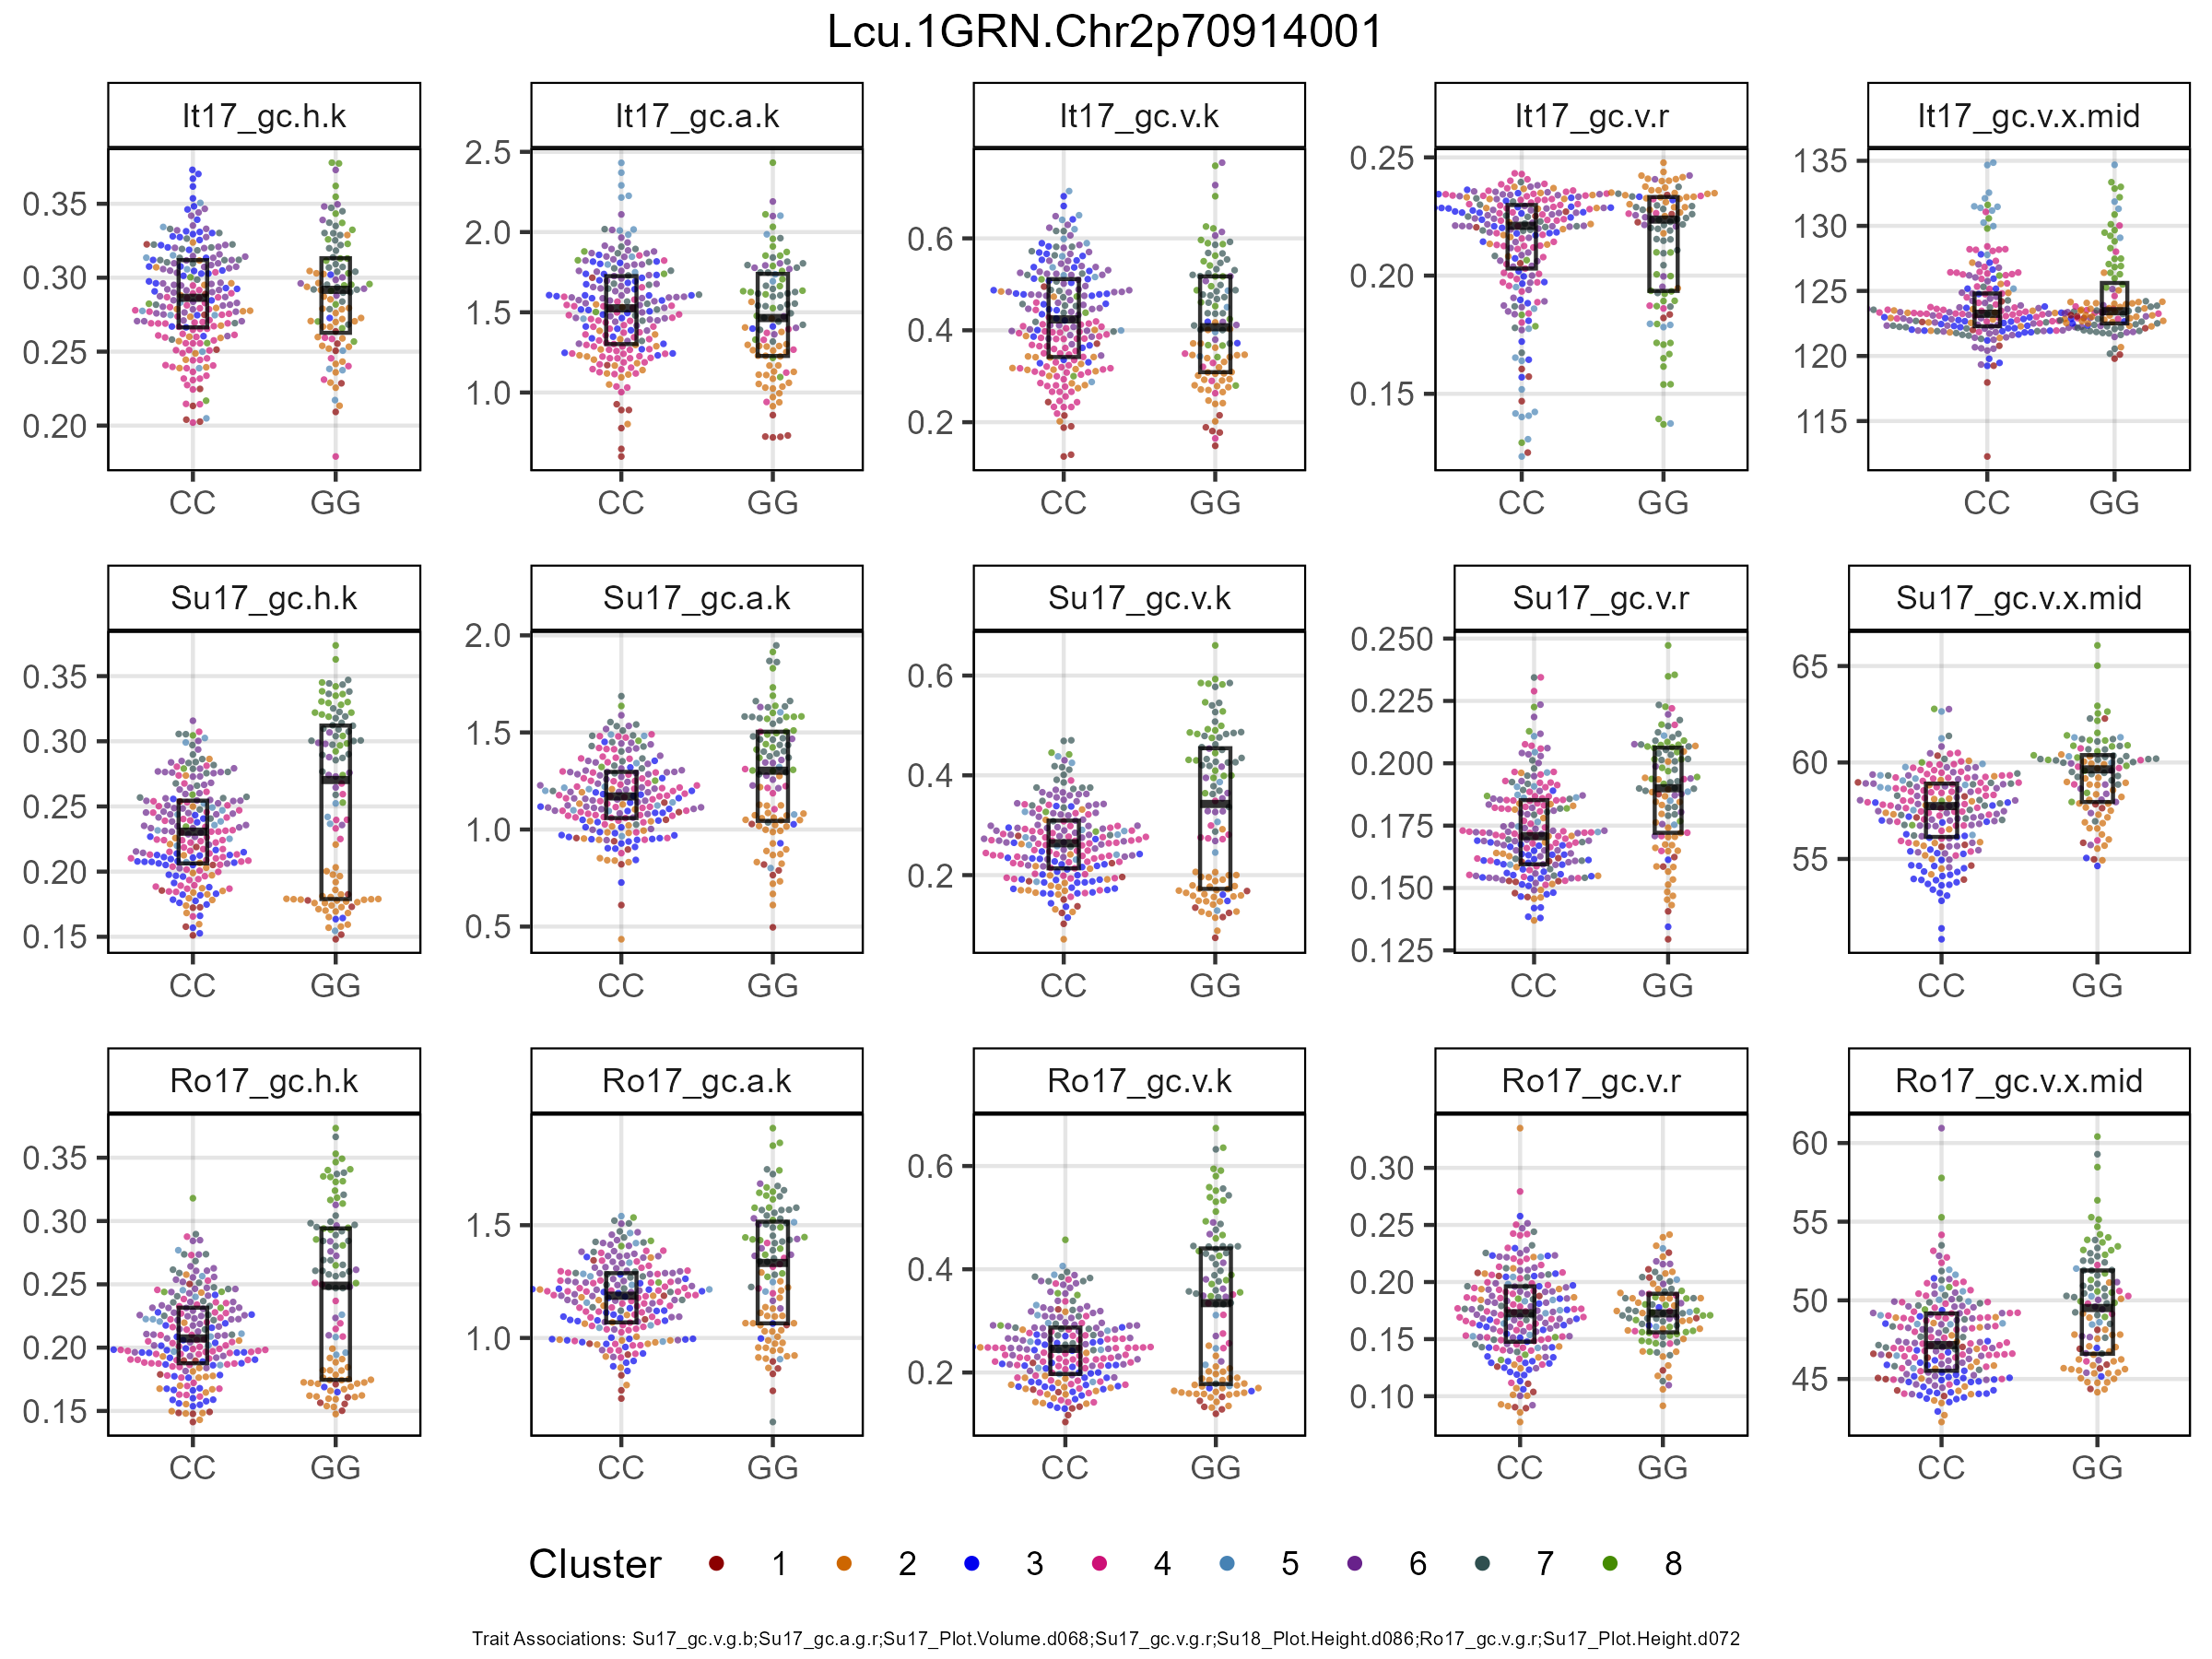 Lcu.1GRN.Chr2p70914001
It17_gc.h.k It17_gc.a.k It17_gc.v.k It17_gc.v.r It17_gc.v.x.mid
0.35 0.30 0.25 0.20
2.5 2.0 1.5 1.0
0.6 0.4 0.2
0.25 0.20 0.15
135 130 125 120 115
CC GG CC GG CC GG CC GG CC GG
Su17_gc.h.k Su17_gc.a.k Su17_gc.v.k Su17_gc.v.r Su17_gc.v.x.mid
0.35 0.30 0.25 0.20 0.15
2.0 1.5 1.0 0.5
0.6 0.4 0.2
0.250 0.225 0.200 0.175 0.150 0.125
65 60 55
CC GG CC GG CC GG CC GG CC GG
Ro17_gc.h.k Ro17_gc.a.k Ro17_gc.v.k Ro17_gc.v.r Ro17_gc.v.x.mid
0.35 0.30 0.25 0.20 0.15
1.5 1.0
0.6 0.4 0.2
0.30 0.25 0.20 0.15 0.10
60 55 50 45
CC GG CC GG CC GG CC GG CC GG
Cluster 1 2 3 4 5 6 7 8
Trait Associations: Su17_gc.v.g.b;Su17_gc.a.g.r;Su17_Plot.Volume.d068;Su17_gc.v.g.r;Su18_Plot.Height.d086;Ro17_gc.v.g.r;Su17_Plot.Height.d072